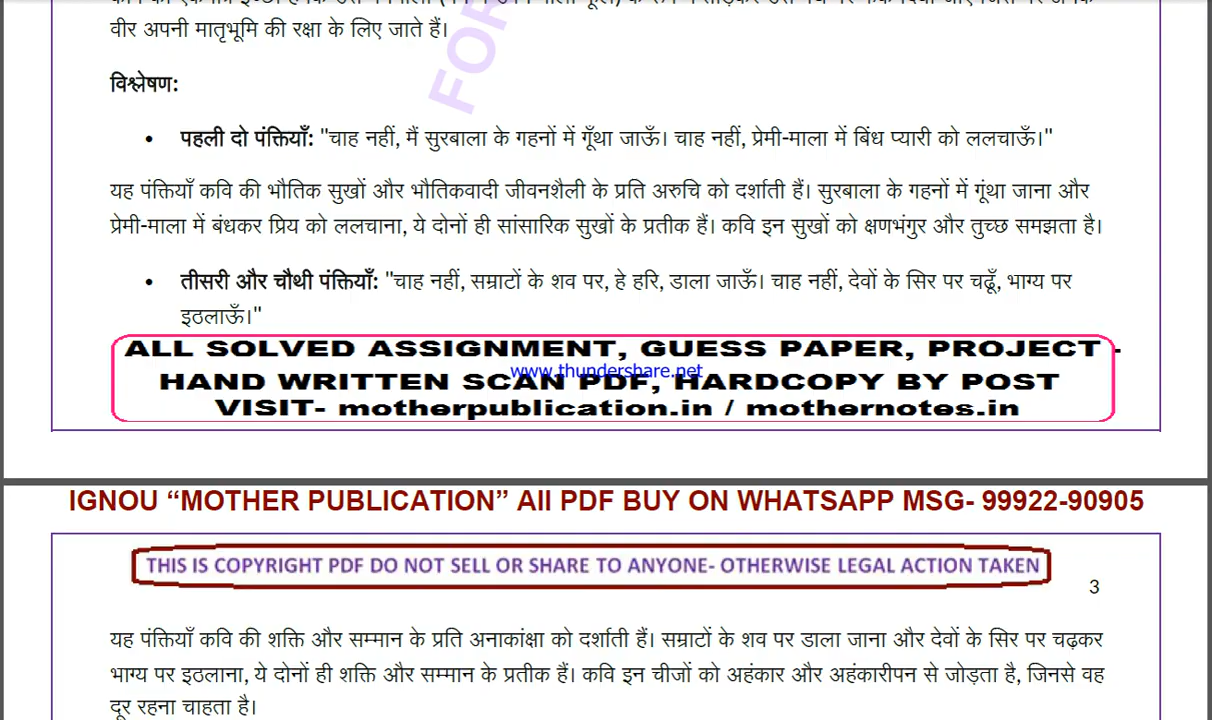 वीर अपनी मातृभूमि की रक्षा के लिए जाते हैं।
FOR
विश्लेषण:
• पहली दो पंक्तियाँ: "चाह नहीं, मैं सुरबाला के गहनों में गूँथा जाऊँ। चाह नहीं, प्रेमी-माला में बिंध प्यारी को ललचाऊँ।"
यह पंक्तियाँ कवि की भौतिक सुखों और भौतिकवादी जीवनशैली के प्रति अरुचि को दर्शाती हैं। सुरबाला के गहनों में गूंथा जाना और
प्रेमी-माला में बंधकर प्रिय को ललचाना, ये दोनों ही सांसारिक सुखों के प्रतीक हैं। कवि इन सुखों को क्षणभंगुर और तुच्छ समझता है।
• तीसरी और चौथी पंक्तियाँ: "चाह नहीं, सम्राटों के शव पर, हे हरि, डाला जाऊँ। चाह नहीं, देवों के सिर पर चढूँ, भाग्य पर
इठलाऊँ।"
ALL SOLVED ASSIGNMENT, GUESS PAPER, PROJECT -
www.thundershare.net
HAND WRITTEN SCAN PDF, HARDCOPY BY POST
VISIT- motherpublication.in / mothernotes.in
IGNOU “MOTHER PUBLICATION” All PDF BUY ON WHATSAPP MSG- 99922-90905
THIS IS COPYRIGHT PDF DO NOT SELL OR SHARE TO ANYONE- OTHERWISE LEGAL ACTION TAKEN
3
यह पंक्तियाँ कवि की शक्ति और सम्मान के प्रति अनाकांक्षा को दर्शाती हैं। सम्राटों के शव पर डाला जाना और देवों के सिर पर चढ़कर
भाग्य पर इठलाना, ये दोनों ही शक्ति और सम्मान के प्रतीक हैं। कवि इन चीजों को अहंकार और अहंकारीपन से जोड़ता है, जिनसे वह
दूर रहना चाहता है।